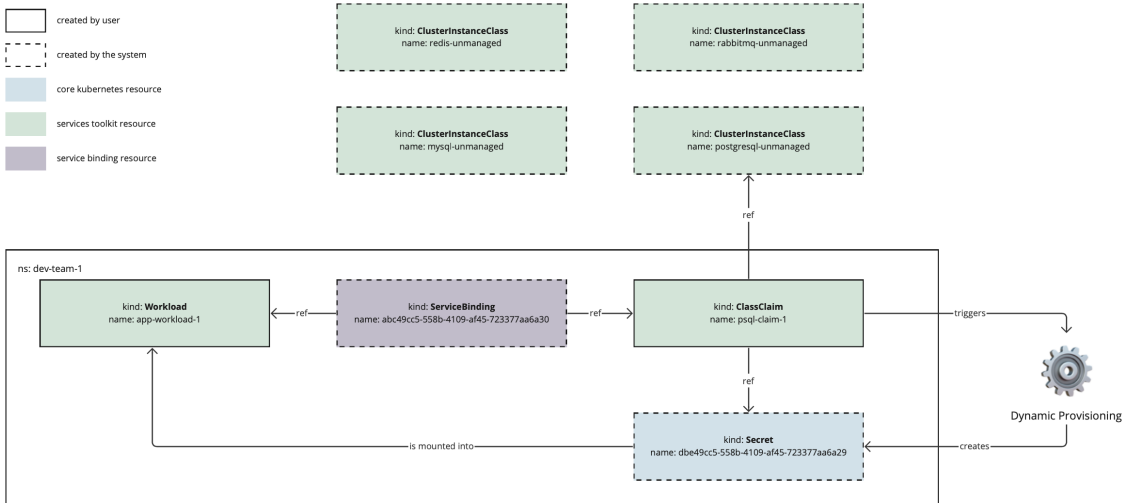 created by user
created by the system
core kubernetes resource
services toolkit resource
service binding resource
kind: ClusterInstanceClass
name: redis-unmanaged
kind: ClusterInstanceClass
name: rabbitmq-unmanaged
kind: ClusterInstanceClass
name: mysql-unmanaged
kind: ClusterInstanceClass
name: postgresql-unmanaged
ref
ns: dev-team-1
kind: Workload
name: app-workload-1
ref
kind: ServiceBinding
name: abc49cc5-558b-4109-af45-723377aa6a30
ref
kind: ClassClaim
name: psql-claim-1
triggers
ref
Dynamic Provisioning
is mounted into
kind: Secret
name: dbe49cc5-558b-4109-af45-723377aa6a29
creates